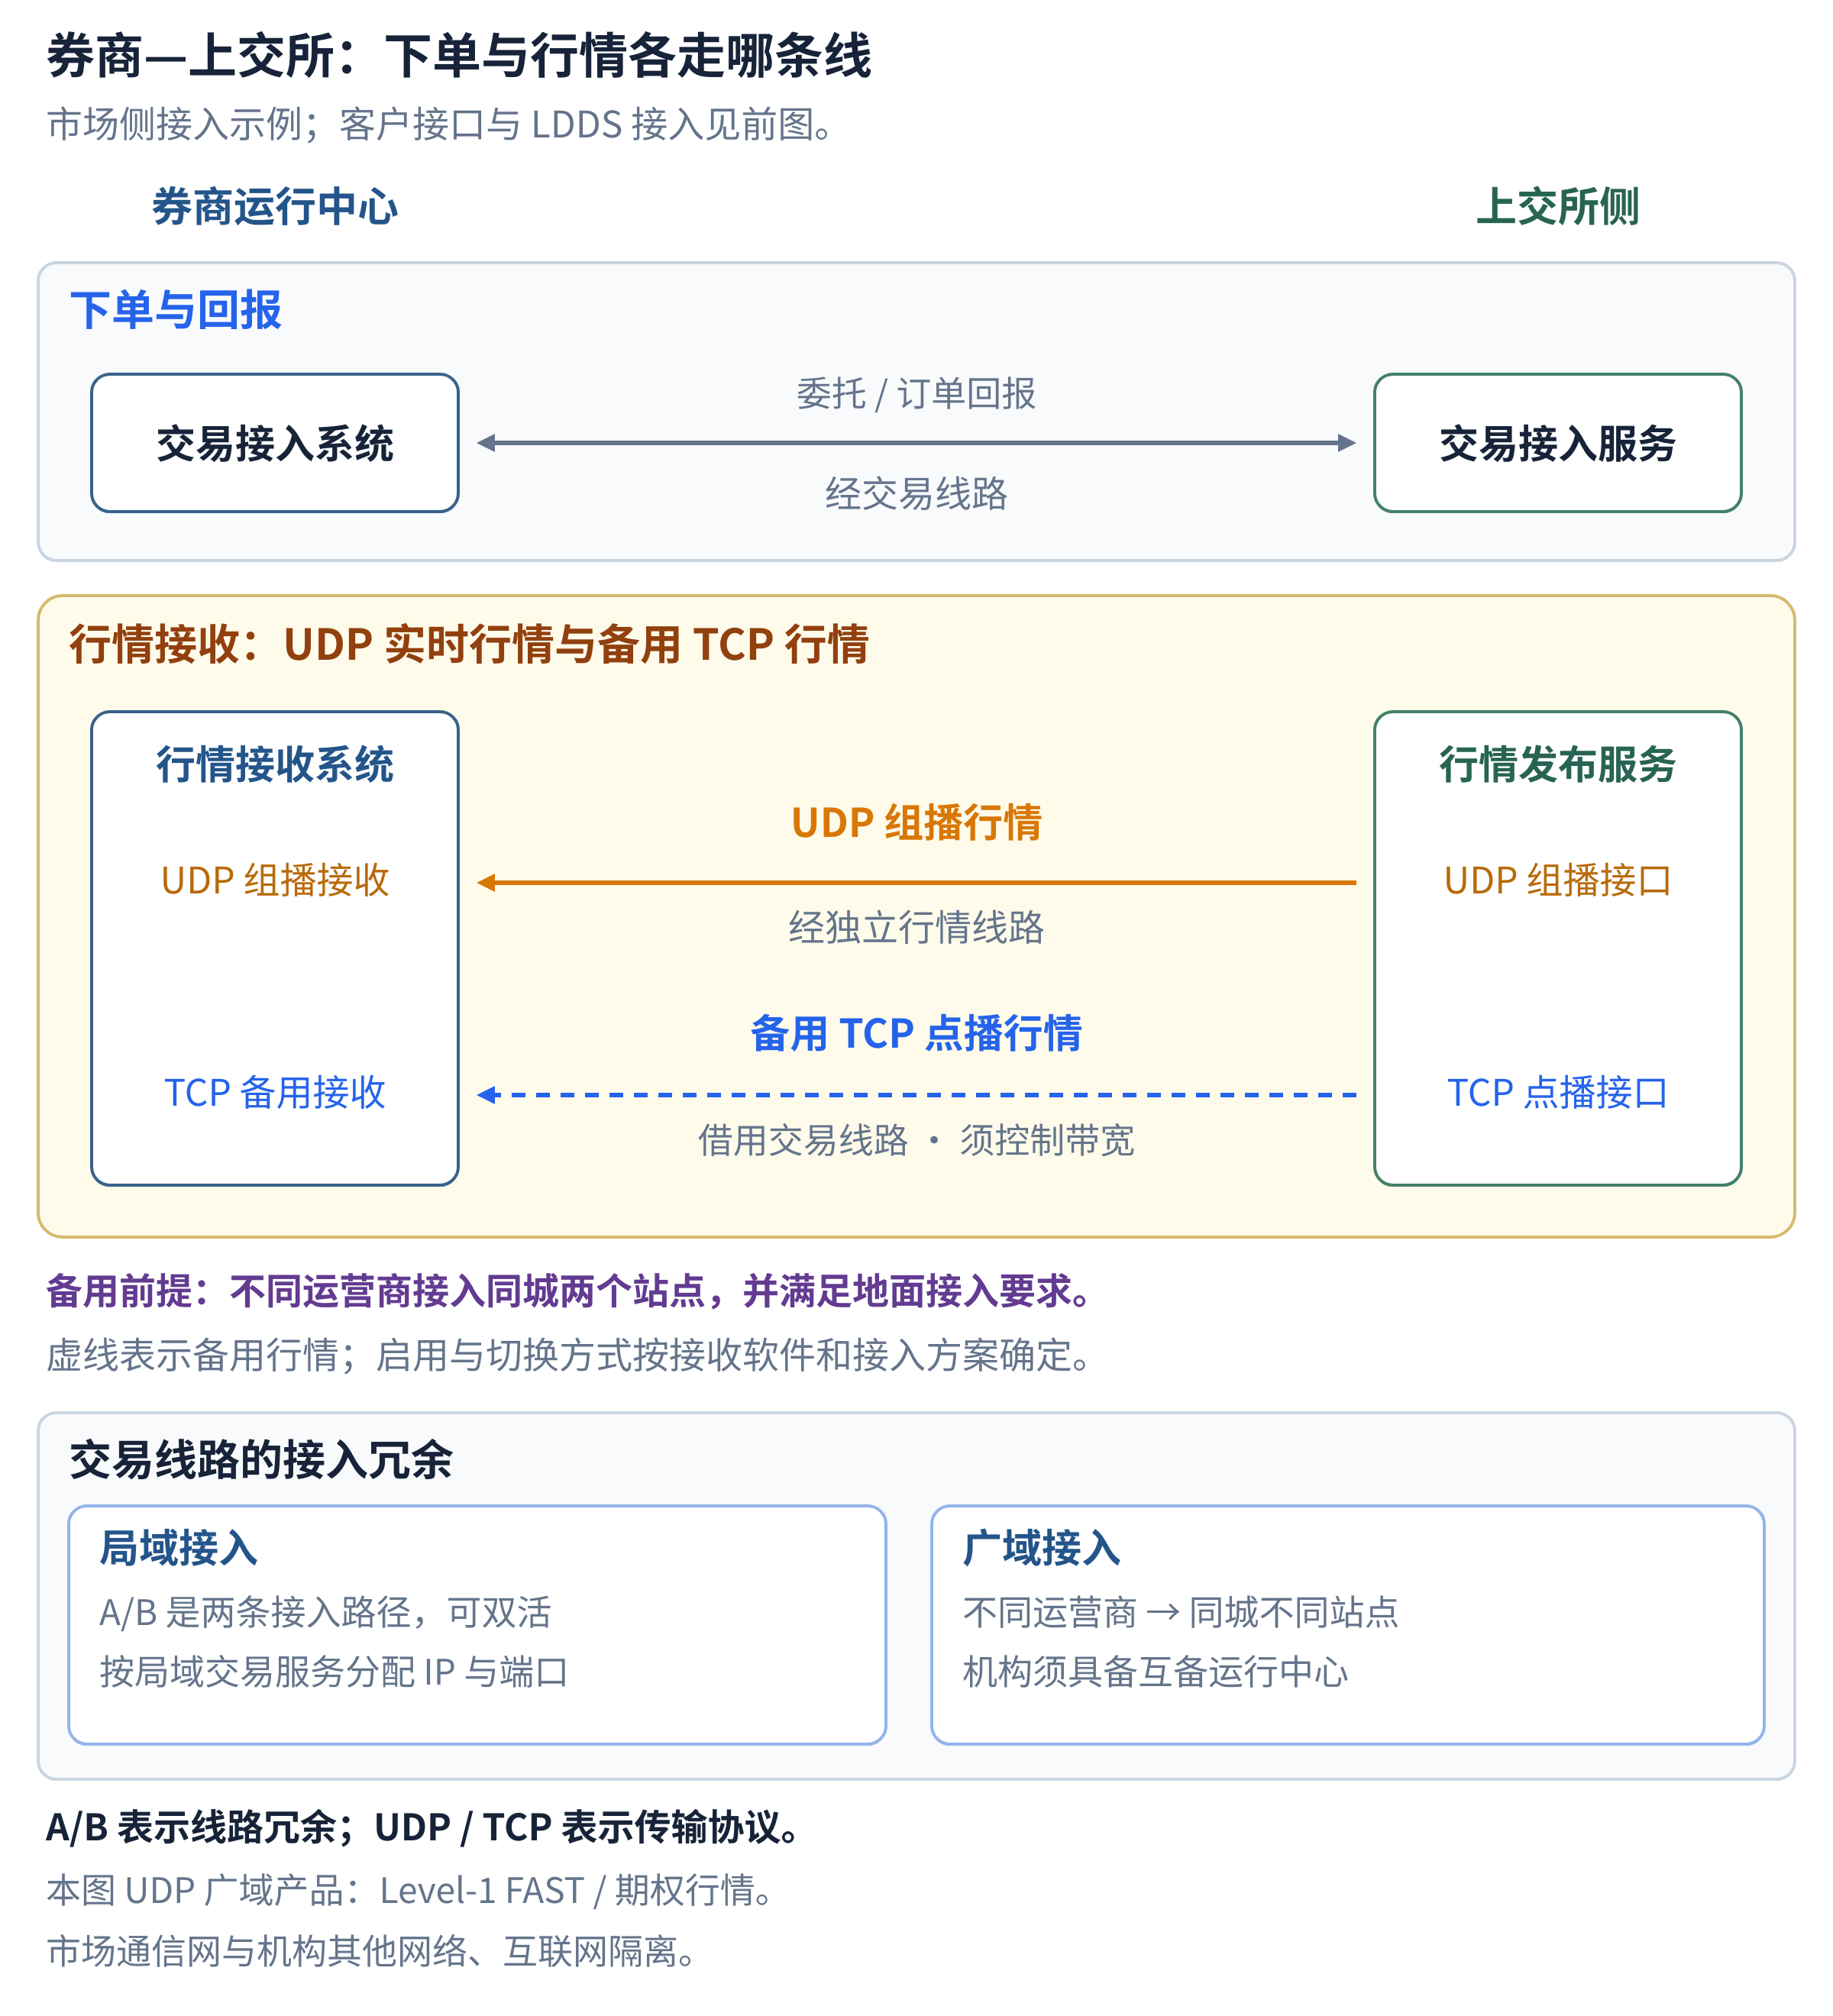 券商—上交所：下单与行情各走哪条线
市场侧接入示例；客户接口与 LDDS 接入见前图。
券商运行中心
上交所侧
下单与回报
交易接入系统
委托 / 订单回报
经交易线路
交易接入服务
行情接收：UDP 实时行情与备用 TCP 行情
行情接收系统
行情发布服务
UDP 组播行情
UDP 组播接收
UDP 组播接口
经独立行情线路
备用 TCP 点播行情
TCP 备用接收
TCP 点播接口
借用交易线路 · 须控制带宽
备用前提：不同运营商接入同城两个站点，并满足地面接入要求。
虚线表示备用行情；启用与切换方式按接收软件和接入方案确定。
交易线路的接入冗余
局域接入
A/B 是两条接入路径，可双活
按局域交易服务分配 IP 与端口
广域接入
不同运营商 → 同城不同站点
机构须具备互备运行中心
A/B 表示线路冗余；UDP / TCP 表示传输协议。
本图 UDP 广域产品：Level-1 FAST / 期权行情。
市场通信网与机构其他网络、互联网隔离。